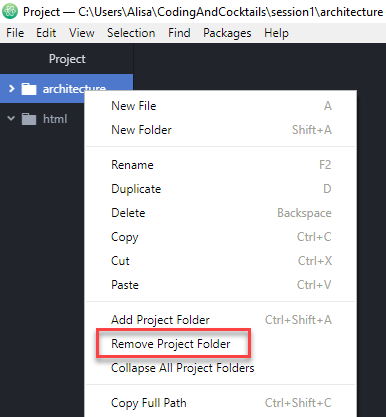 Project — C:\Users\Alisa\CodingAndCocktails\session1\architecture
File Edit View Selection Find Packages Help
Project
architecture
html
New File A
New Folder Shift+A
Rename F2
Duplicate D
Delete Backspace
Copy Ctrl+C
Cut Ctrl+X
Paste Ctrl+V
Add Project Folder Ctrl+Shift+A
Remove Project Folder
Collapse All Project Folders
Copy Full Path Ctrl+Shift+C